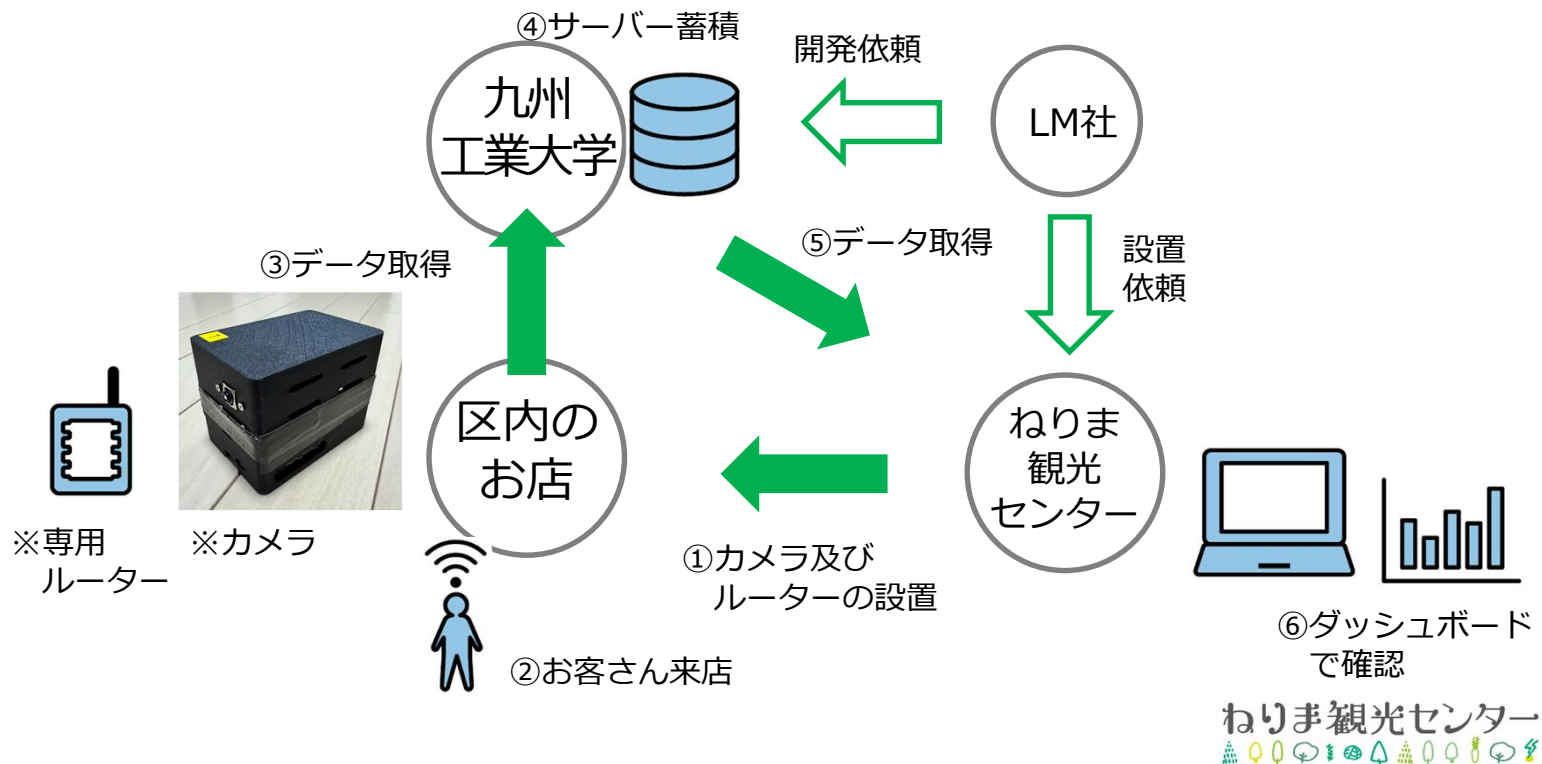 ④サーバー蓄積
開発依頼
九州
工業大学
LM社
③データ取得
⑤データ取得
設置
依頼
区内の
お店
ねりま
観光
センター
※専用
ルーター
※カメラ
①カメラ及び
ルーターの設置
②お客さん来店
⑥ダッシュボード
で確認
ねりま観光センター